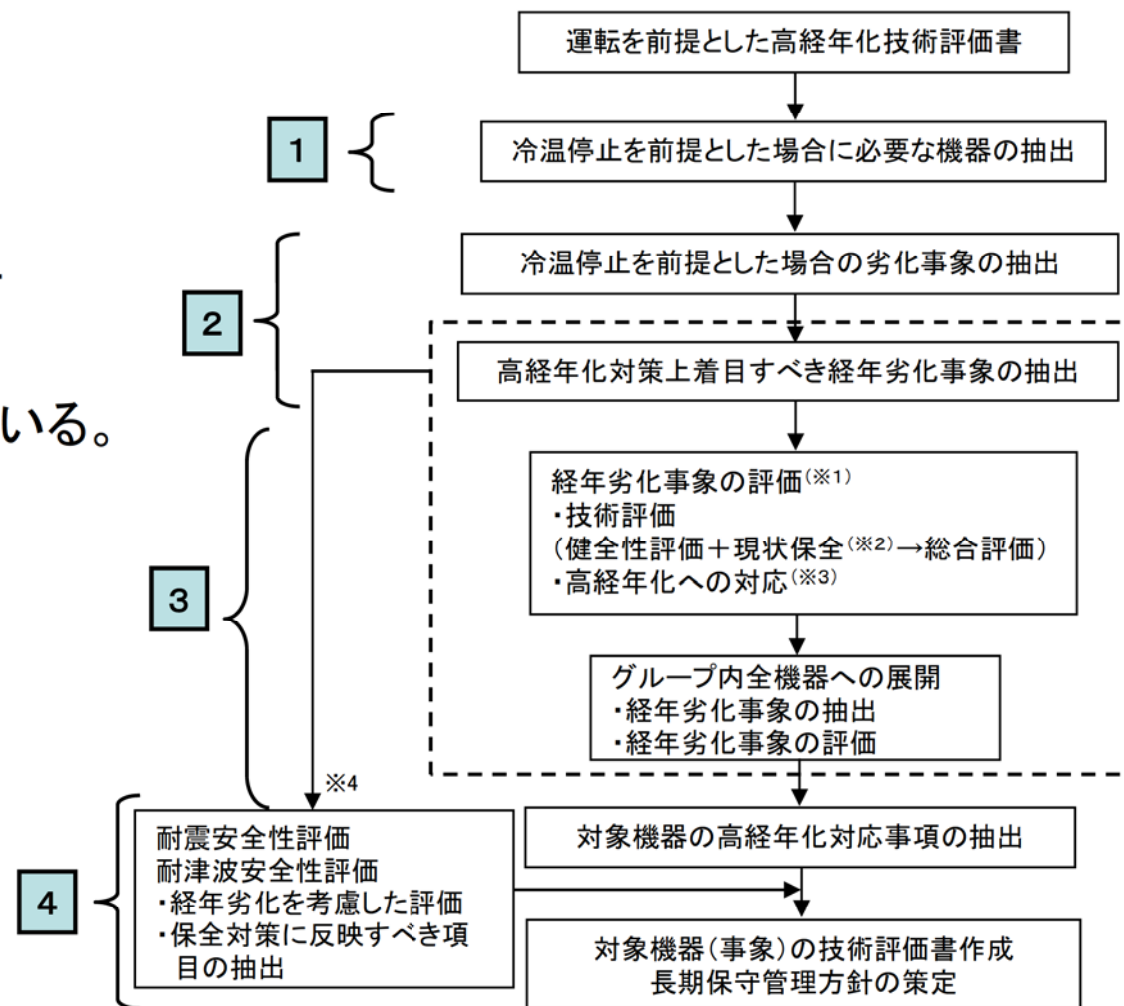 運転を前提とした高経年化技術評価書
1
冷温停止を前提とした場合に必要な機器の抽出
冷温停止を前提とした場合の劣化事象の抽出
2
高経年化対策上着目すべき経年劣化事象の抽出
いる。
経年劣化事象の評価(※1)
・技術評価
(健全性評価+現状保全(※2)→総合評価)
・高経年化への対応(※3)
3
グループ内全機器への展開
・経年劣化事象の抽出
・経年劣化事象の評価
※4
耐震安全性評価
耐津波安全性評価
・経年劣化を考慮した評価
・保全対策に反映すべき項
目の抽出
4
対象機器の高経年化対応事項の抽出
対象機器(事象)の技術評価書作成
長期保守管理方針の策定